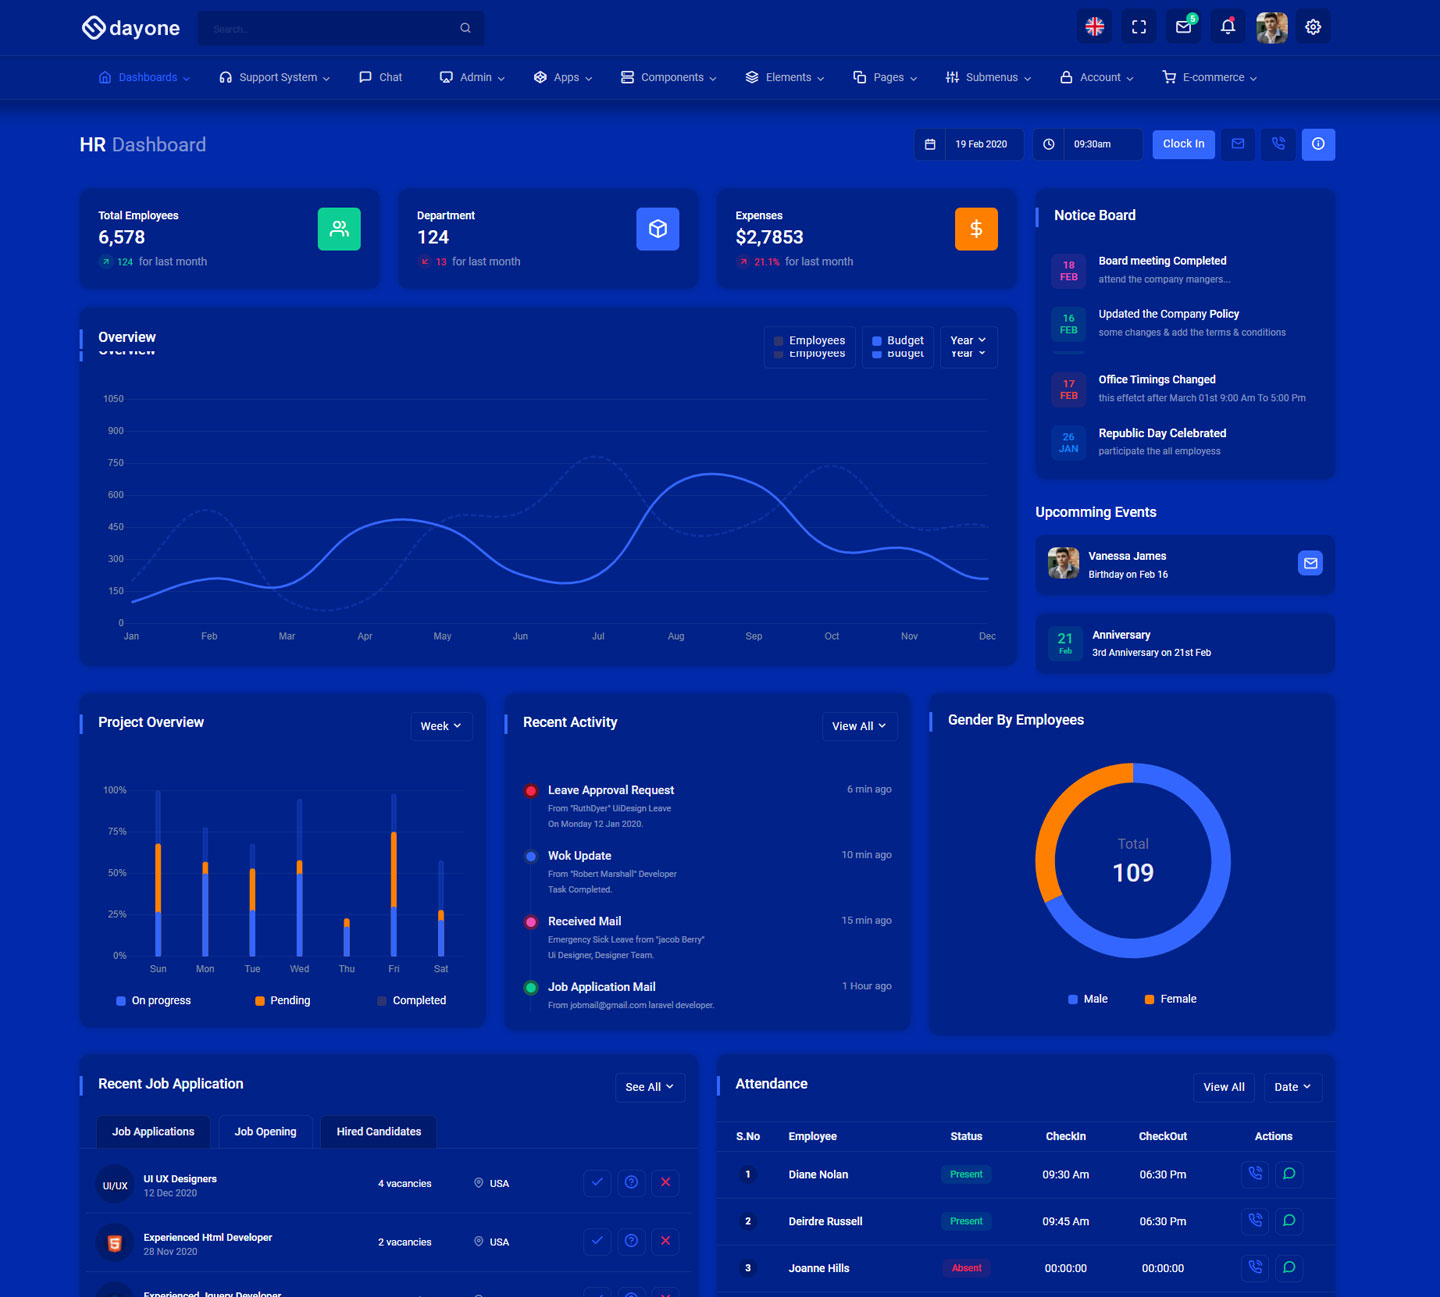 dayone
Search...
5
Dashboards
Support System
Chat
Admin
Apps
Components
Elements
Pages
Submenus
Account
E-commerce
HR Dashboard
19 Feb 2020
09:30am
Clock In
Total Employees
6,578
124 for last month
Department
124
13 for last month
Expenses
$2,7853
21.1% for last month
Notice Board
18
FEB
Board meeting Completed
attend the company mangers...
16
FEB
Updated the Company Policy
some changes & add the terms & conditions
17
FEB
Office Timings Changed
this effetct after March 01st 9:00 Am To 5:00 Pm
26
JAN
Republic Day Celebrated
participate the all employess
Overview
Overview
Employees
Budget
Year
Employees
Budget
Year
1050
900
750
600
450
300
150
0
Jan
Feb
Mar
Apr
May
Jun
Jul
Aug
Sep
Oct
Nov
Dec
Upcomming Events
Vanessa James
Birthday on Feb 16
21
Feb
Anniversary
3rd Anniversary on 21st Feb
Project Overview
Week
100%
75%
50%
25%
0%
Sun
Mon
Tue
Wed
Thu
Fri
Sat
On progress
Pending
Completed
Recent Activity
View All
Leave Approval Request
6 min ago
From "RuthDyer" UiDesign Leave
On Monday 12 Jan 2020.
Wok Update
10 min ago
From "Robert Marshall" Developer
Task Completed.
Received Mail
15 min ago
Emergency Sick Leave from "jacob Berry"
Ui Designer, Designer Team.
Job Application Mail
1 Hour ago
From jobmail@gmail.com laravel developer.
Gender By Employees
Total
109
Male
Female
Recent Job Application
See All
Job Applications
Job Opening
Hired Candidates
UI/UX
UI UX Designers
12 Dec 2020
4 vacancies
USA
Experienced Html Developer
28 Nov 2020
2 vacancies
USA
Experienced Jquery Developer
Attendance
View All
Date
S.No
Employee
Status
CheckIn
CheckOut
Actions
1
Diane Nolan
Present
09:30 Am
06:30 Pm
2
Deirdre Russell
Present
09:45 Am
06:30 Pm
3
Joanne Hills
Absent
00:00:00
00:00:00